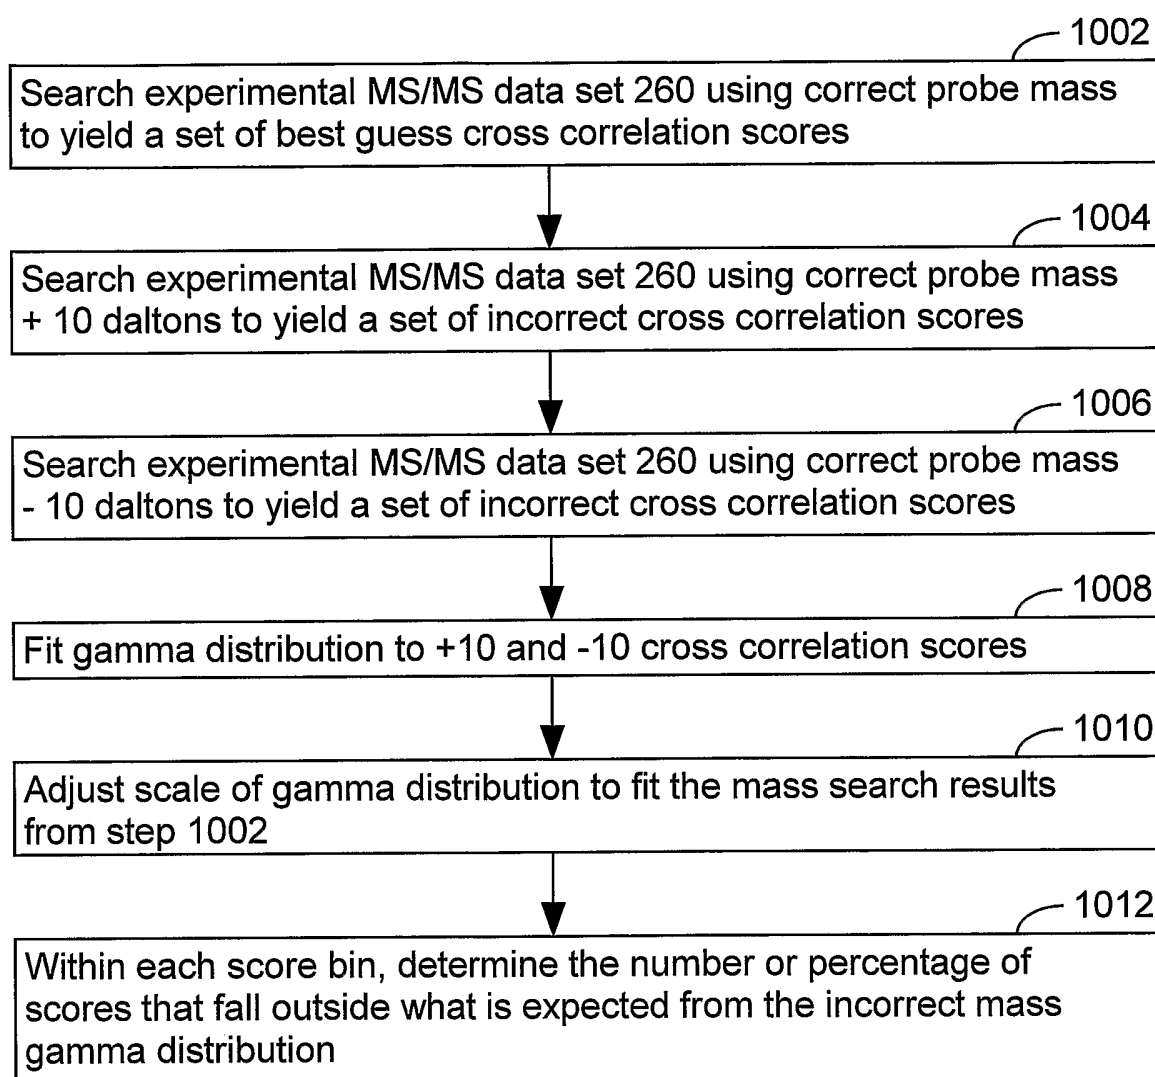 1002
Search experimental MS/MS data set 260 using correct probe mass
to yield a set of best guess cross correlation scores
1004
Search experimental MS/MS data set 260 using correct probe mass
+ 10 daltons to yield a set of incorrect cross correlation scores
1006
Search experimental MS/MS data set 260 using correct probe mass
- 10 daltons to yield a set of incorrect cross correlation scores
1008
Fit gamma distribution to +10 and -10 cross correlation scores
1010
Adjust scale of gamma distribution to fit the mass search results
from step 1002
1012
Within each score bin, determine the number or percentage of
scores that fall outside what is expected from the incorrect mass
gamma distribution